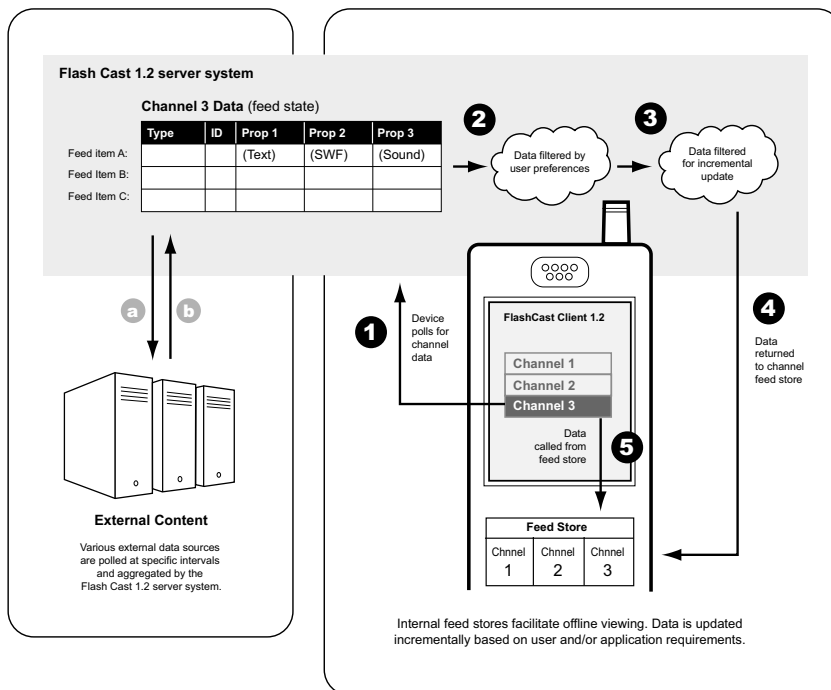 Flash Cast 1.2 server system
Channel 3 Data (feed state)
Type ID Prop 1 Prop 2 Prop 3
Feed item A: (Text) (SWF) (Sound)
Feed Item B:
Feed Item C:
2
Data filtered by
user preferences
3
Data filtered
for incremental
update
a
b
External Content
Various external data sources
are polled at specific intervals
and aggregated by the
Flash Cast 1.2 server system.
1
Device
polls for
channel
data
FlashCast Client 1.2
Channel 1
Channel 2
Channel 3
4
Data
returned
to channel
feed store
Data
called from
feed store
5
Feed Store
Chnnel Chnnel Chnnel
1 2 3
Internal feed stores facilitate offline viewing. Data is updated
incrementally based on user and/or application requirements.